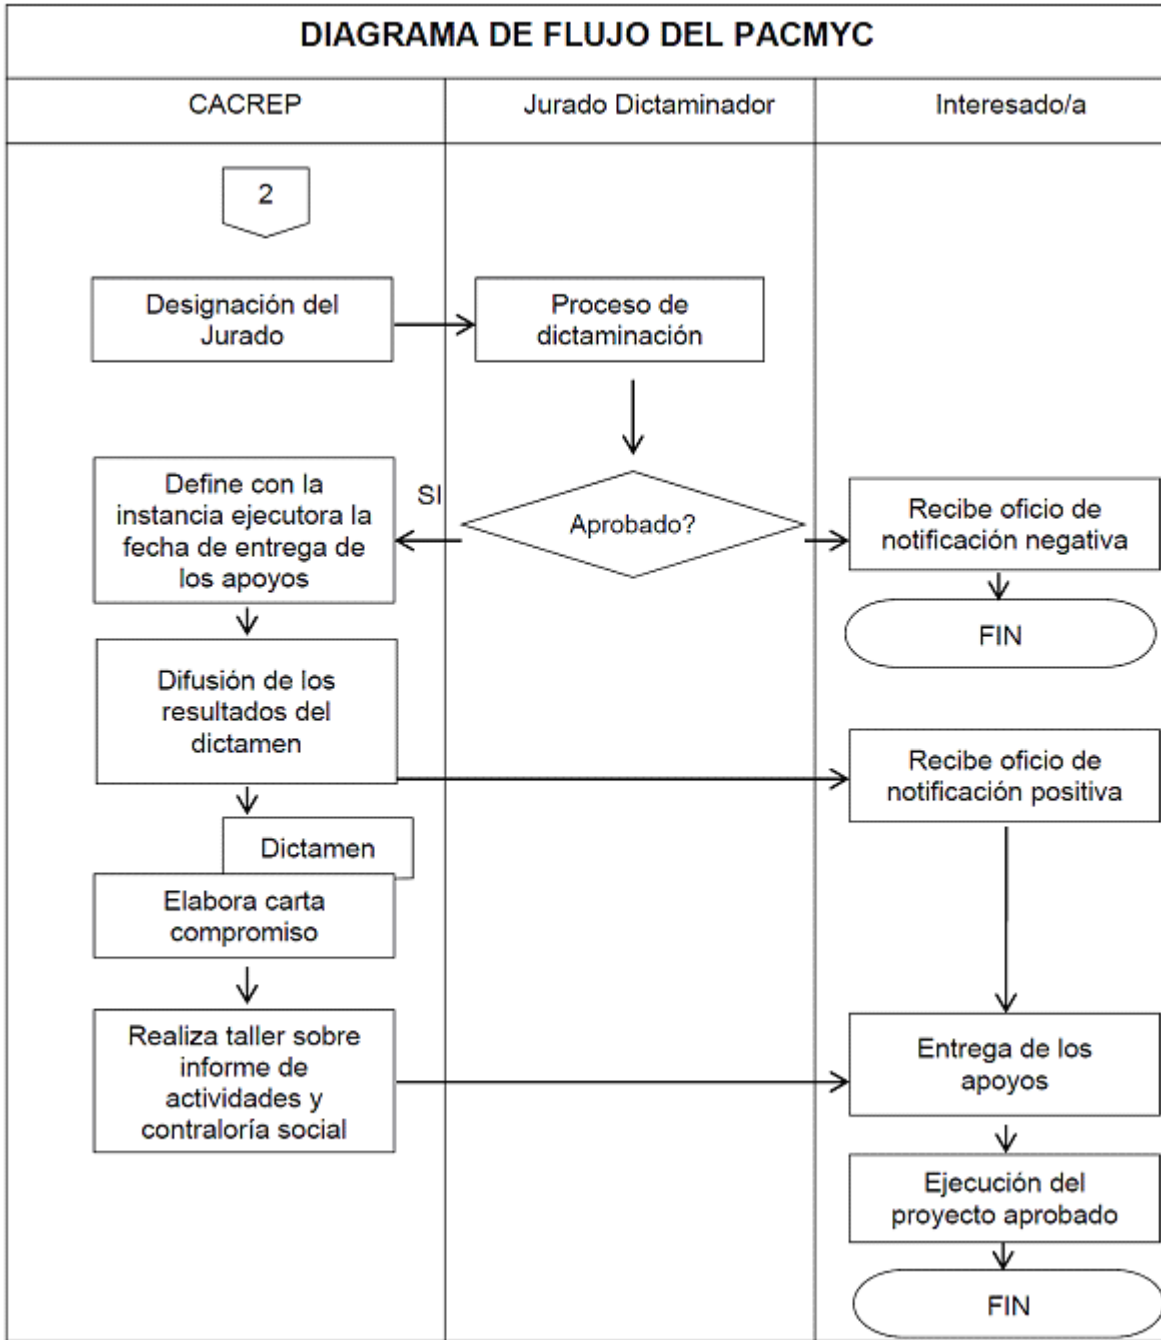 DIAGRAMA DE FLUJO DEL PACMYC
CACREP
Jurado Dictaminador
Interesado/a
2
Designación del
Jurado
Proceso de
dictaminación
Define con la
instancia ejecutora la
fecha de entrega de
los apoyos
SI
Aprobado?
Recibe oficio de
notificación negativa
FIN
Difusión de los
resultados del
dictamen
Recibe oficio de
notificación positiva
Dictamen
Elabora carta
compromiso
Realiza taller sobre
informe de
actividades y
contraloría social
Entrega de los
apoyos
Ejecución del
proyecto aprobado
FIN